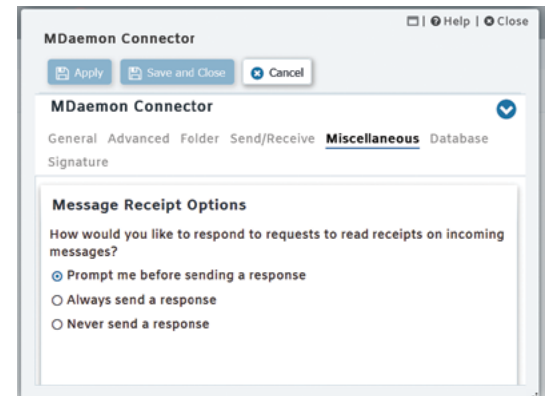 | Help | Close
MDaemon Connector
Apply Save and Close Cancel
MDaemon Connector
General Advanced Folder Send/Receive Miscellaneous Database
Signature
Message Receipt Options
How would you like to respond to requests to read receipts on incoming
messages?
Prompt me before sending a response
Always send a response
Never send a response